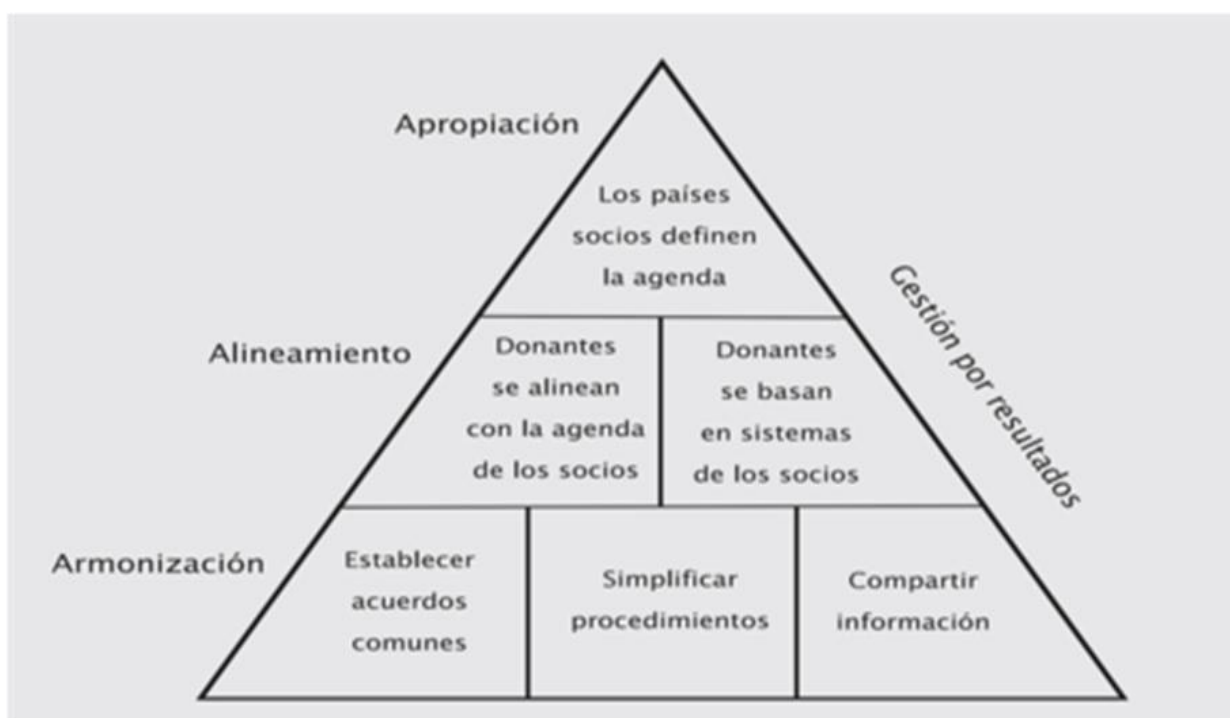 Apropiación
Los países
socios definen
la agenda
Gestión por resultados
Alineamiento
Donantes
se alinean
con la agenda
de los socios
Donantes
se basan
en sistemas
de los socios
Armonización
Establecer
acuerdos
comunes
Simplificar
procedimientos
Compartir
información